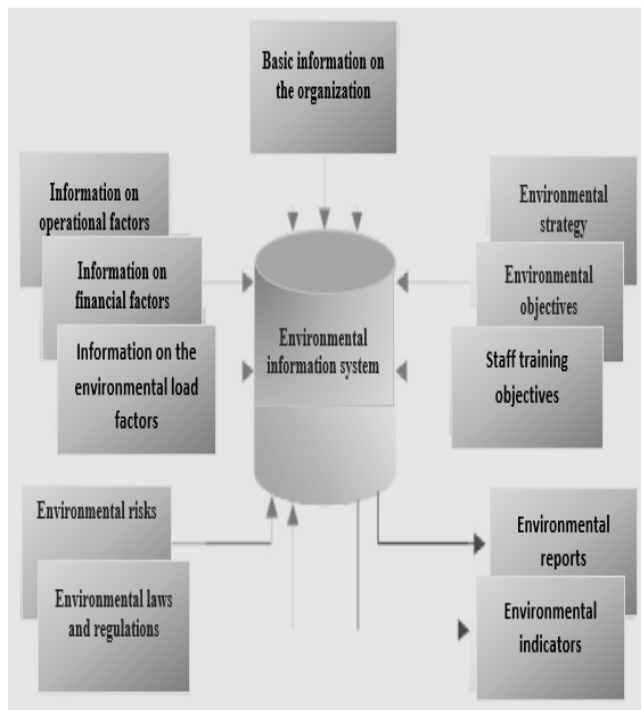 Basic information on
the organization
Information on
operational factors
Information on
financial factors
Information on the
environmental load
factors
Environmental
strategy
Environmental
objectives
Staff training
objectives
Environmental
information system
Environmental risks
Environmental laws
and regulations
Environmental
reports
Environmental
indicators